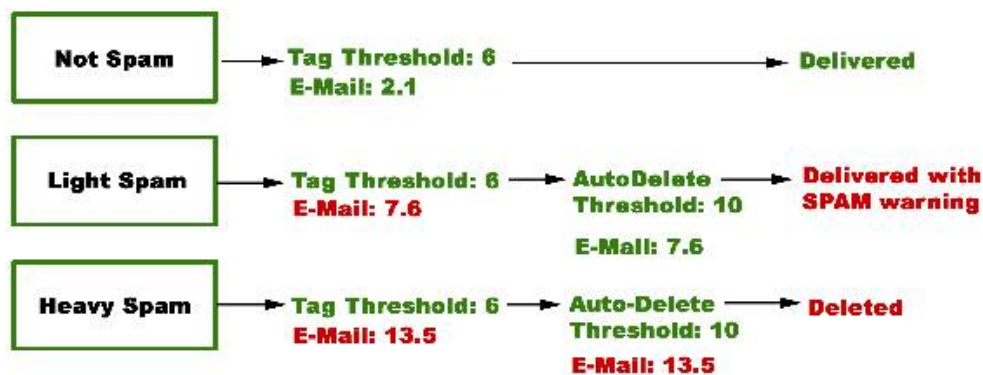 Not Spam
Tag Threshold: 6
E-Mail: 2.1
Delivered
Light Spam
Tag Threshold: 6
E-Mail: 7.6
AutoDelete
Threshold: 10
E-Mail: 7.6
Delivered with
SPAM warning
Heavy Spam
Tag Threshold: 6
E-Mail: 13.5
Auto-Delete
Threshold: 10
E-Mail: 13.5
Deleted